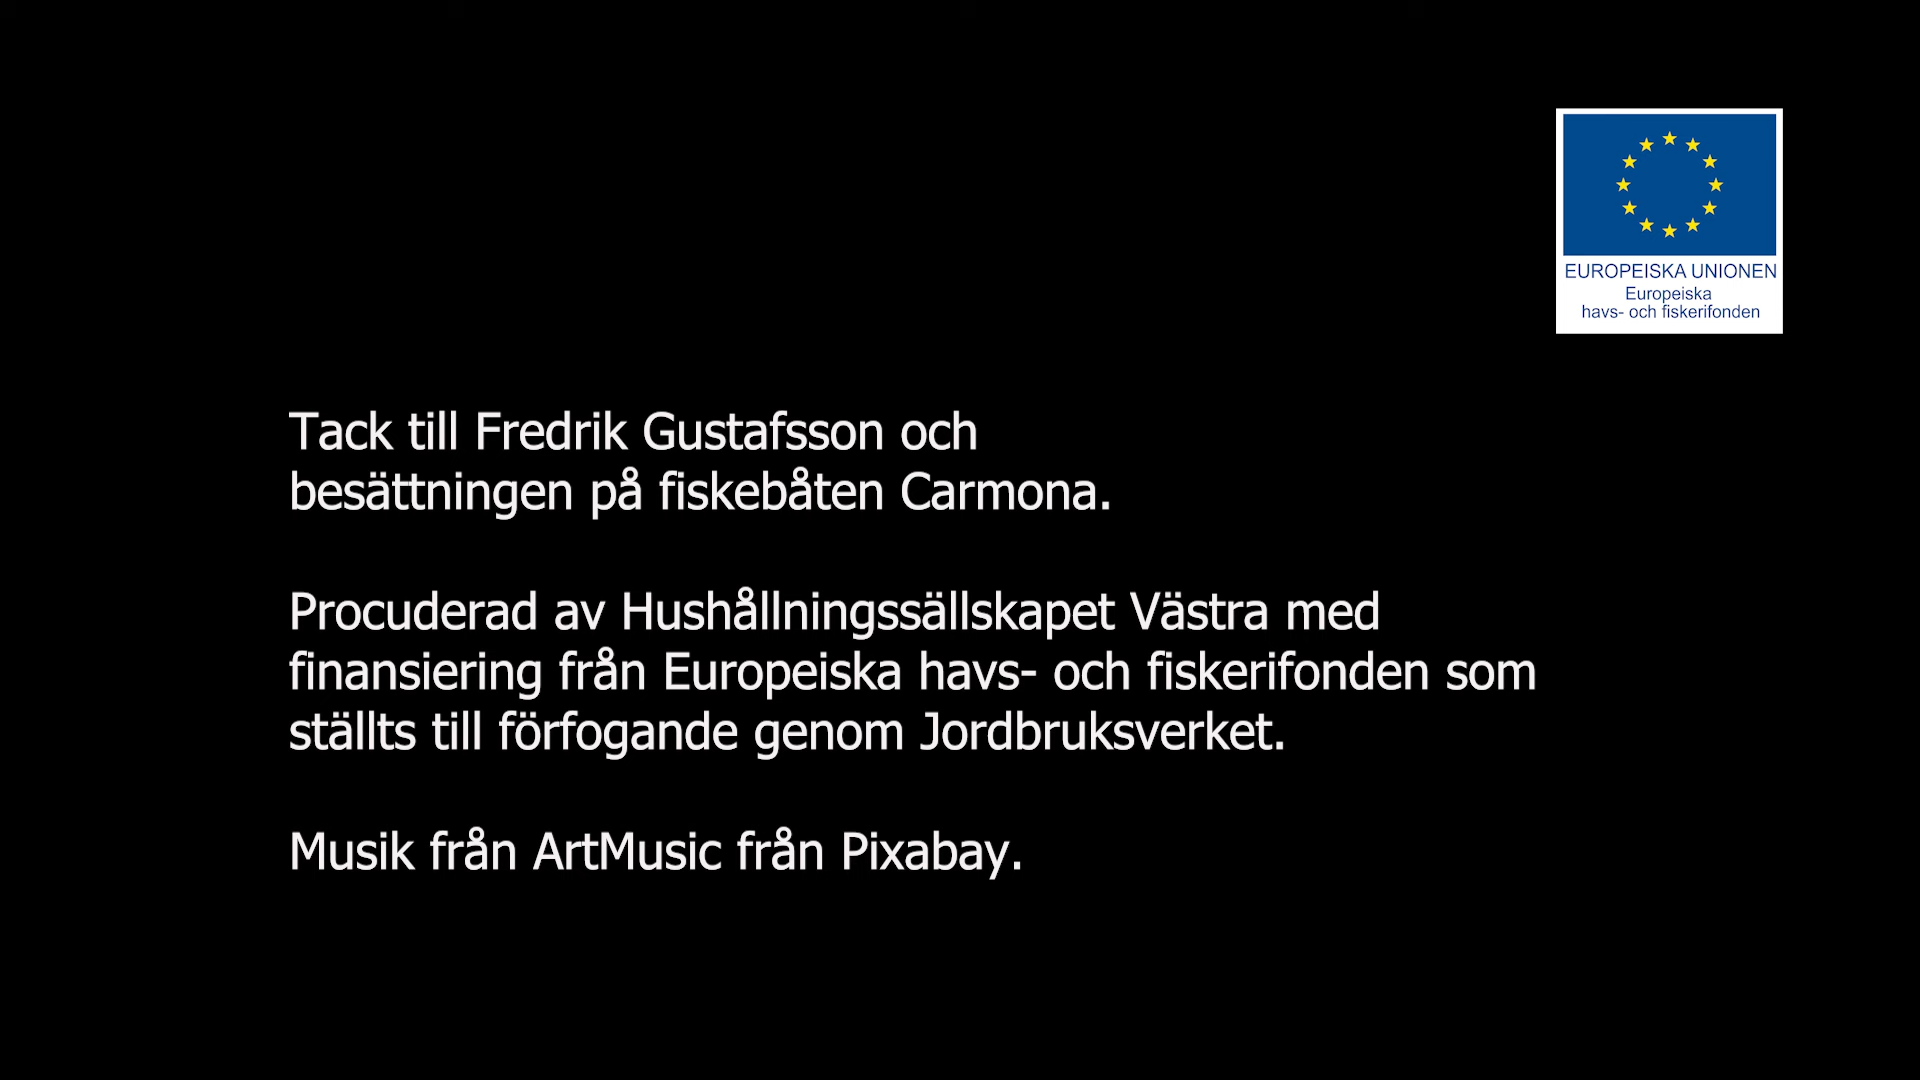 EUROPEISKA UNIONEN
Europeiska
havs- och fiskerifonden
Tack till Fredrik Gustafsson och
besättningen på fiskebåten Carmona.
Procuderad av Hushållningssällskapet Västra med
finansiering från Europeiska havs- och fiskerifonden som
ställts till förfogande genom Jordbruksverket.
Musik från ArtMusic från Pixabay.